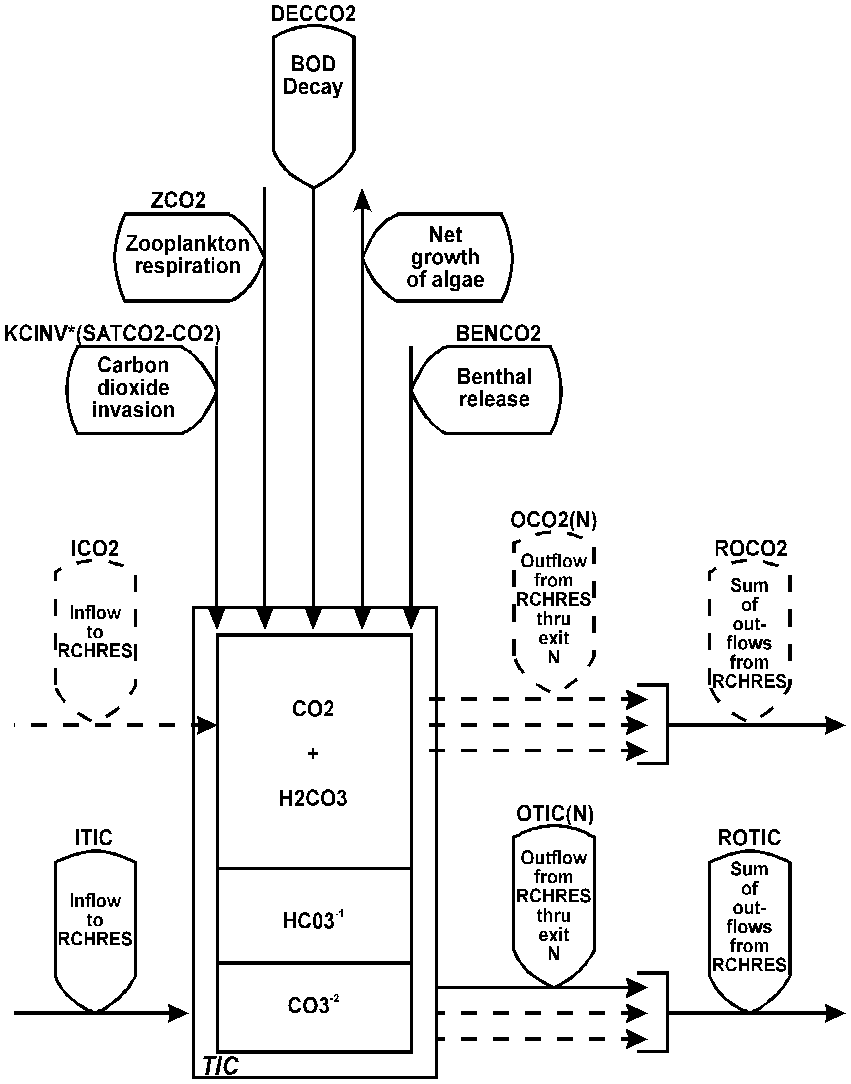 DECCO2
BOD
Decay
ZCO2
Zooplankton
respiration
Net
growth
of algae
KCINV*(SATCO2-CO2)
Carbon
dioxide
invasion
BENCO2
Benthal
release
ICO2
Inflow
to
RCHRES
OCO2(N)
Outflow
from
RCHRES
thru
exit
N
ROCO2
Sum
of
out-
flows
from
RCHRES
CO2
+
H2CO3
ITIC
Inflow
to
RCHRES
HC03-1
CO3-2
TIC
OTIC(N)
Outflow
from
RCHRES
thru
exit
N
ROTIC
Sum
of
out-
flows
from
RCHRES